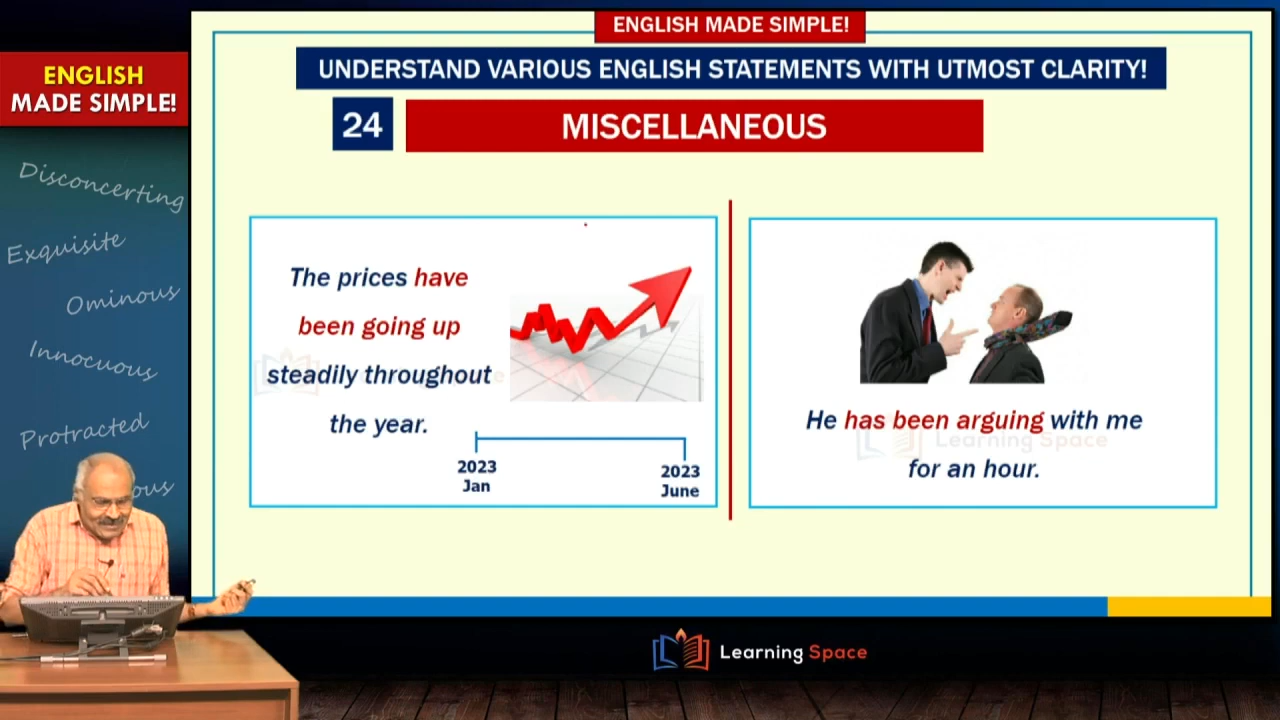 ENGLISH MADE SIMPLE!
UNDERSTAND VARIOUS ENGLISH STATEMENTS WITH UTMOST CLARITY!
24
MISCELLANEOUS
ENGLISH
MADE SIMPLE!
Disconcerting
Exquisite
Ominous
Innocuous
Protracted
The prices have
been going up
steadily throughout
the year.
2023
Jan
2023
June
He has been arguing with me
for an hour.
Learning Space
Learning Space